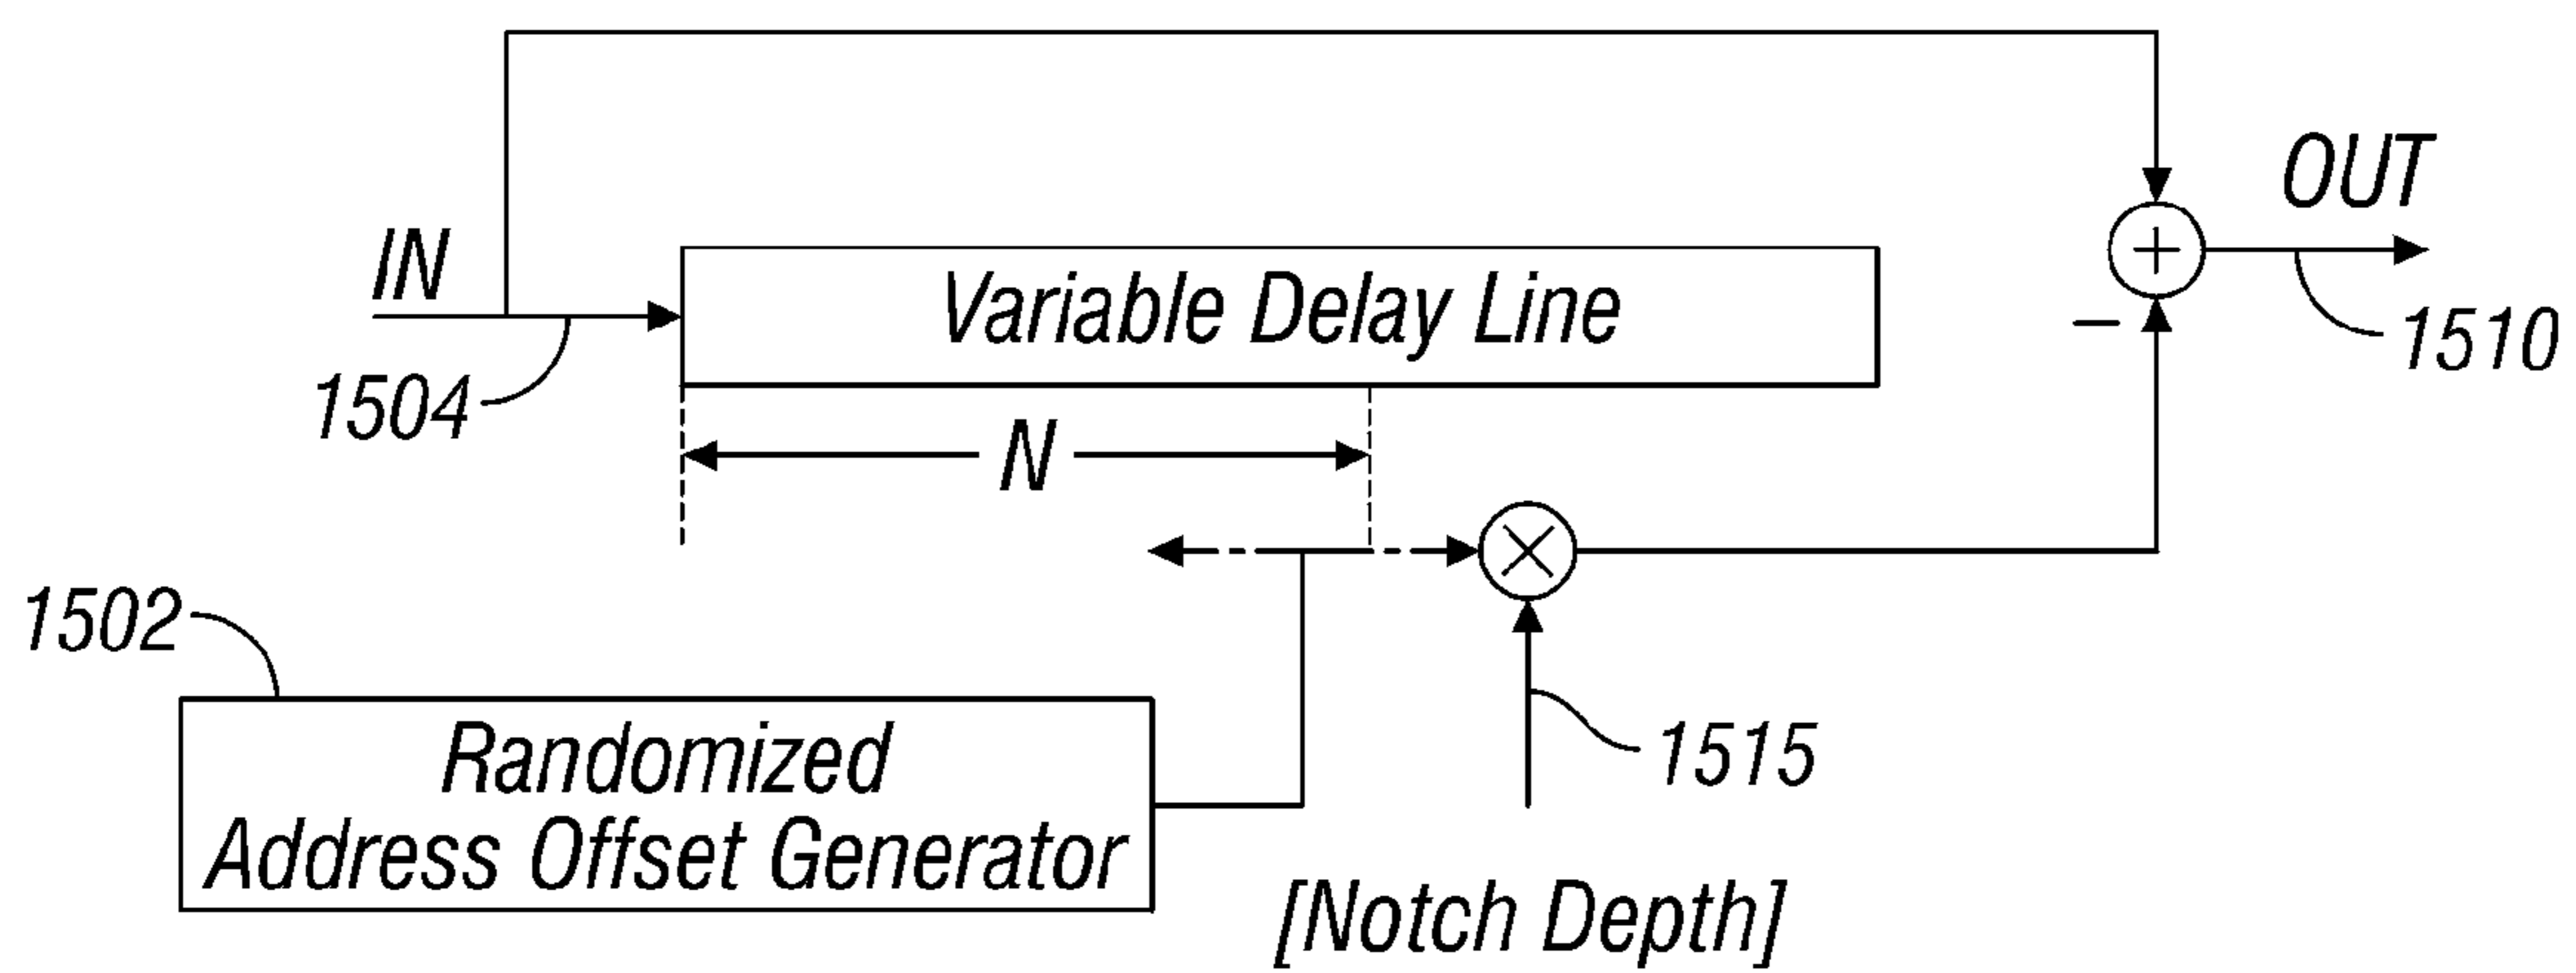 OUT
IN
Variable Delay Line
+
–
1510
1504
N
×
1502
1515
Randomized
Address Offset Generator
[Notch Depth]